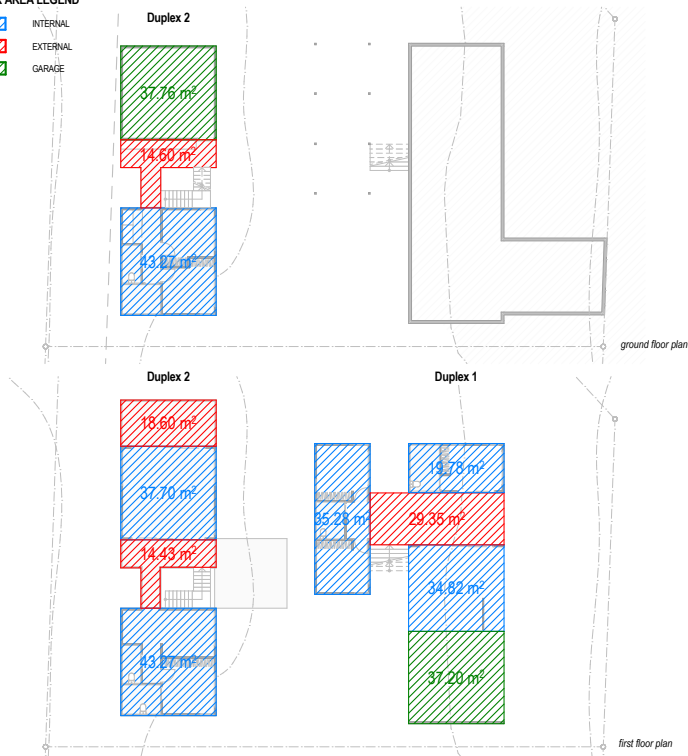 AREA LEGEND
INTERNAL
EXTERNAL
GARAGE
Duplex 2
37.76 m²
14.60 m²
43.27 m²
ground floor plan
Duplex 2
Duplex 1
18.60 m²
19.78 m²
37.70 m²
35.28 m²
29.35 m²
14.43 m²
34.82 m²
43.27 m²
37.20 m²
first floor plan